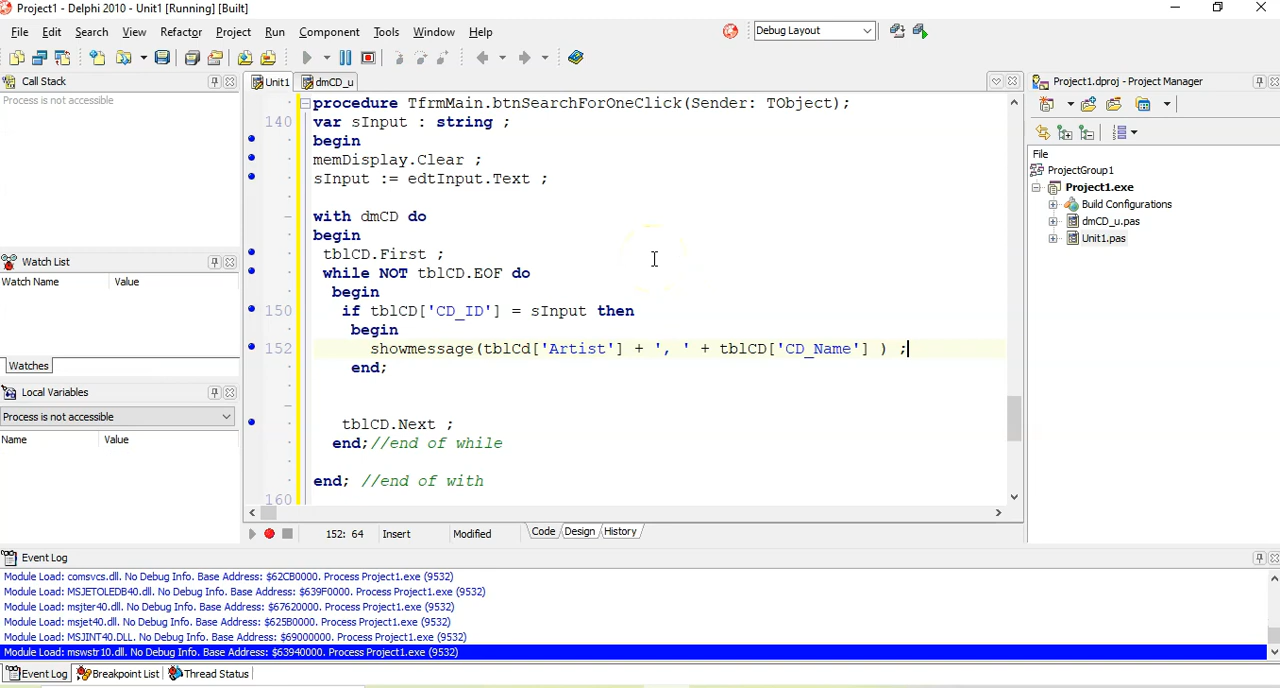 Project1 - Delphi 2010 - Unit1 [Running] [Built]
File Edit Search View Refactor Project Run Component Tools Window Help
Debug Layout
Call Stack
Process is not accessible
Watch List
Watch Name Value
Watches
Local Variables
Process is not accessible
Name Value
Unit1 dmCD_u
procedure TfrmMain.btnSearchForOneClick(Sender: TObject);
140 var sInput : string ;
begin
memDisplay.Clear ;
sInput := edtInput.Text ;
with dmCD do
begin
tblCD.First ;
while NOT tblCD.EOF do
begin
150 if tblCD['CD_ID'] = sInput then
begin
152 showmessage(tblCd['Artist'] + ', ' + tblCD['CD_Name'] ) ;
end;
tblCD.Next ;
end;//end of while
end; //end of with
160
152: 64 Insert Modified Code Design History
Project1.dproj - Project Manager
File
ProjectGroup1
Project1.exe
Build Configurations
dmCD_u.pas
Unit1.pas
Event Log
Module Load: comsvcs.dll. No Debug Info. Base Address: $62CB0000. Process Project1.exe (9532)
Module Load: MSJETOLEDB40.dll. No Debug Info. Base Address: $639F0000. Process Project1.exe (9532)
Module Load: msjter40.dll. No Debug Info. Base Address: $67620000. Process Project1.exe (9532)
Module Load: msjet40.dll. No Debug Info. Base Address: $625B0000. Process Project1.exe (9532)
Module Load: MSJINT40.DLL. No Debug Info. Base Address: $69000000. Process Project1.exe (9532)
Module Load: mswstr10.dll. No Debug Info. Base Address: $63940000. Process Project1.exe (9532)
Event Log Breakpoint List Thread Status